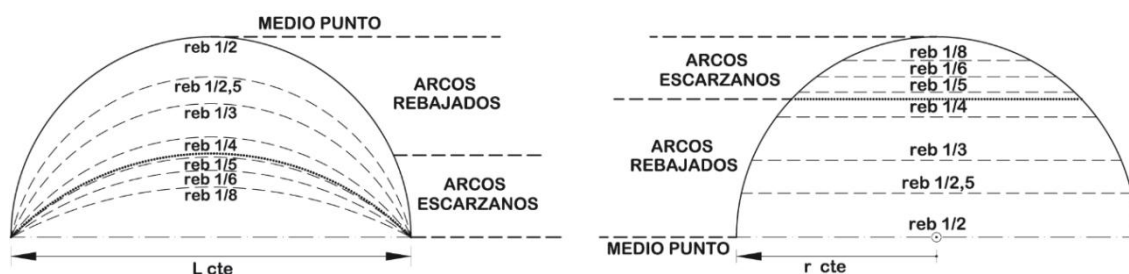 MEDIO PUNTO
reb 1/2
reb 1/2,5
reb 1/3
reb 1/4
reb 1/5
reb 1/6
reb 1/8
ARCOS
REBAJADOS
ARCOS
ESCARZANOS
L cte
ARCOS
ESCARZANOS
ARCOS
REBAJADOS
MEDIO PUNTO
reb 1/8
reb 1/6
reb 1/5
reb 1/4
reb 1/3
reb 1/2,5
reb 1/2
r cte